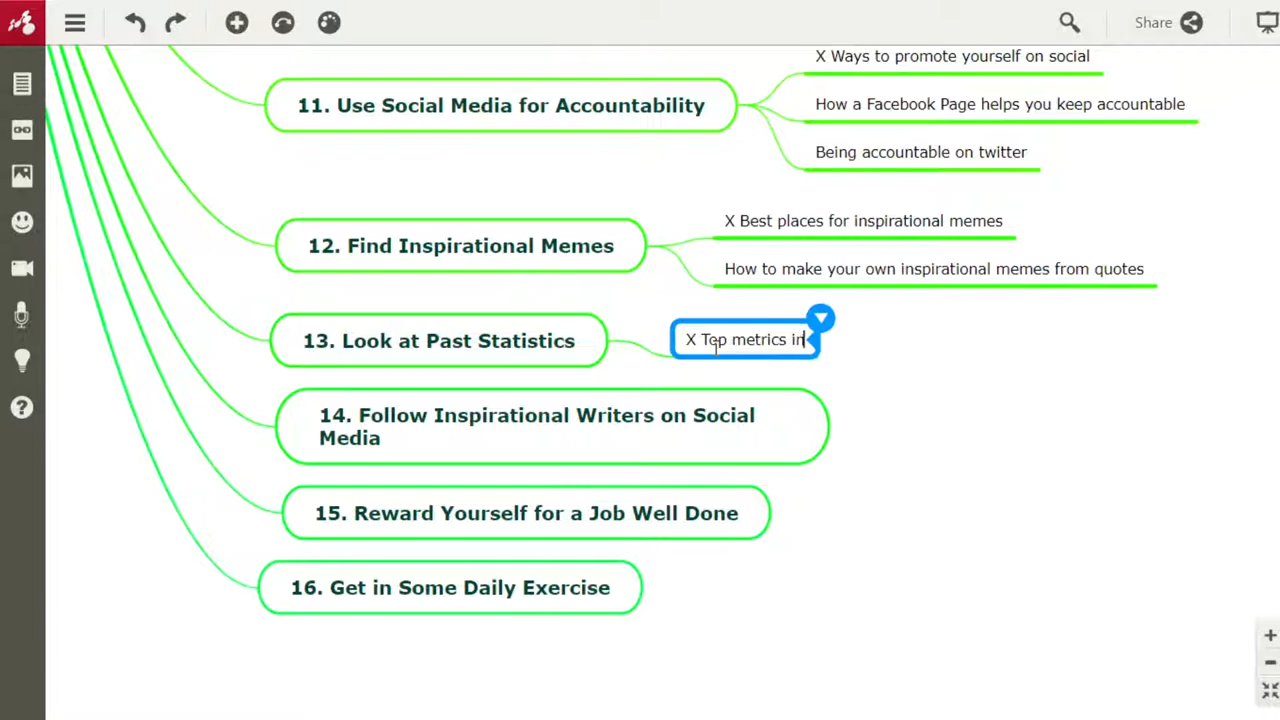 Share
X Ways to promote yourself on social
11. Use Social Media for Accountability
How a Facebook Page helps you keep accountable
Being accountable on twitter
X Best places for inspirational memes
12. Find Inspirational Memes
How to make your own inspirational memes from quotes
13. Look at Past Statistics
X Top metrics in
14. Follow Inspirational Writers on Social
Media
15. Reward Yourself for a Job Well Done
16. Get in Some Daily Exercise